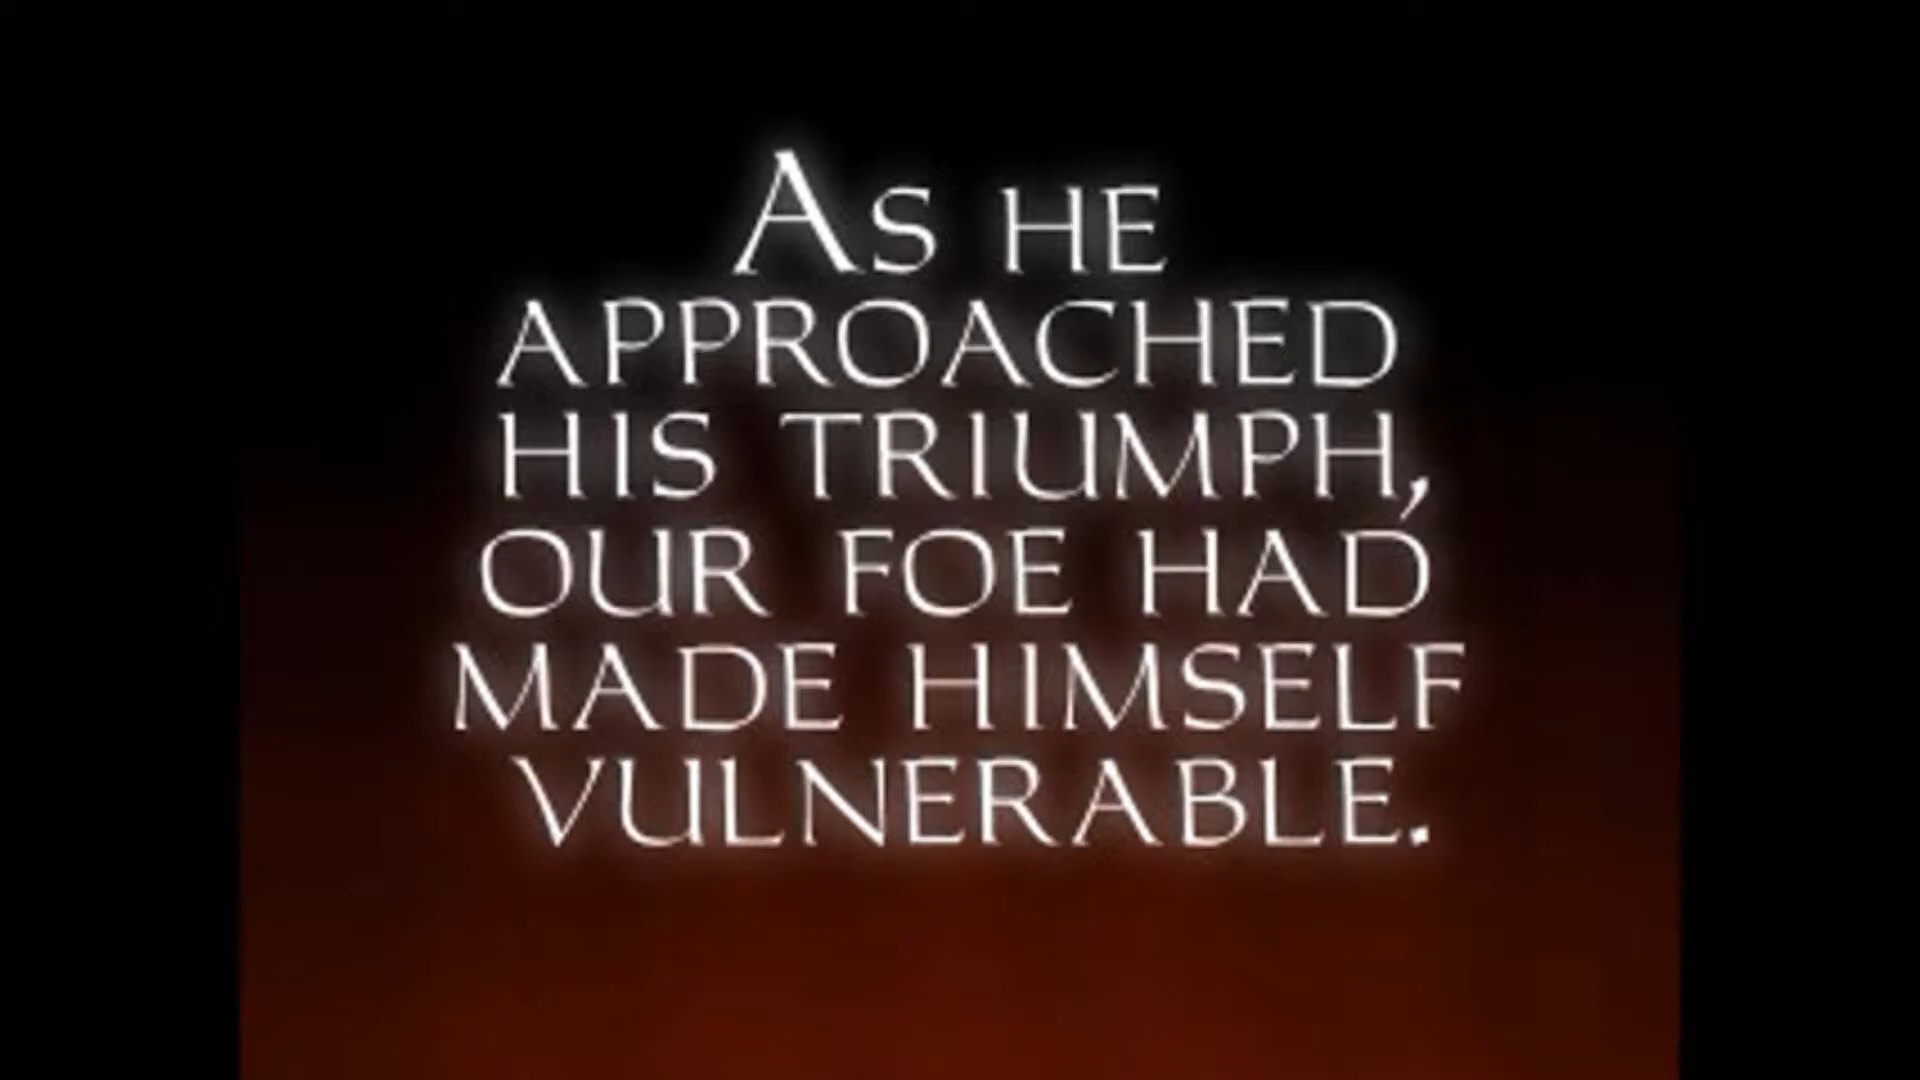 AS HE
APPROACHED
HIS TRIUMPH,
OUR FOE HAD
MADE HIMSELF
VULNERABLE.